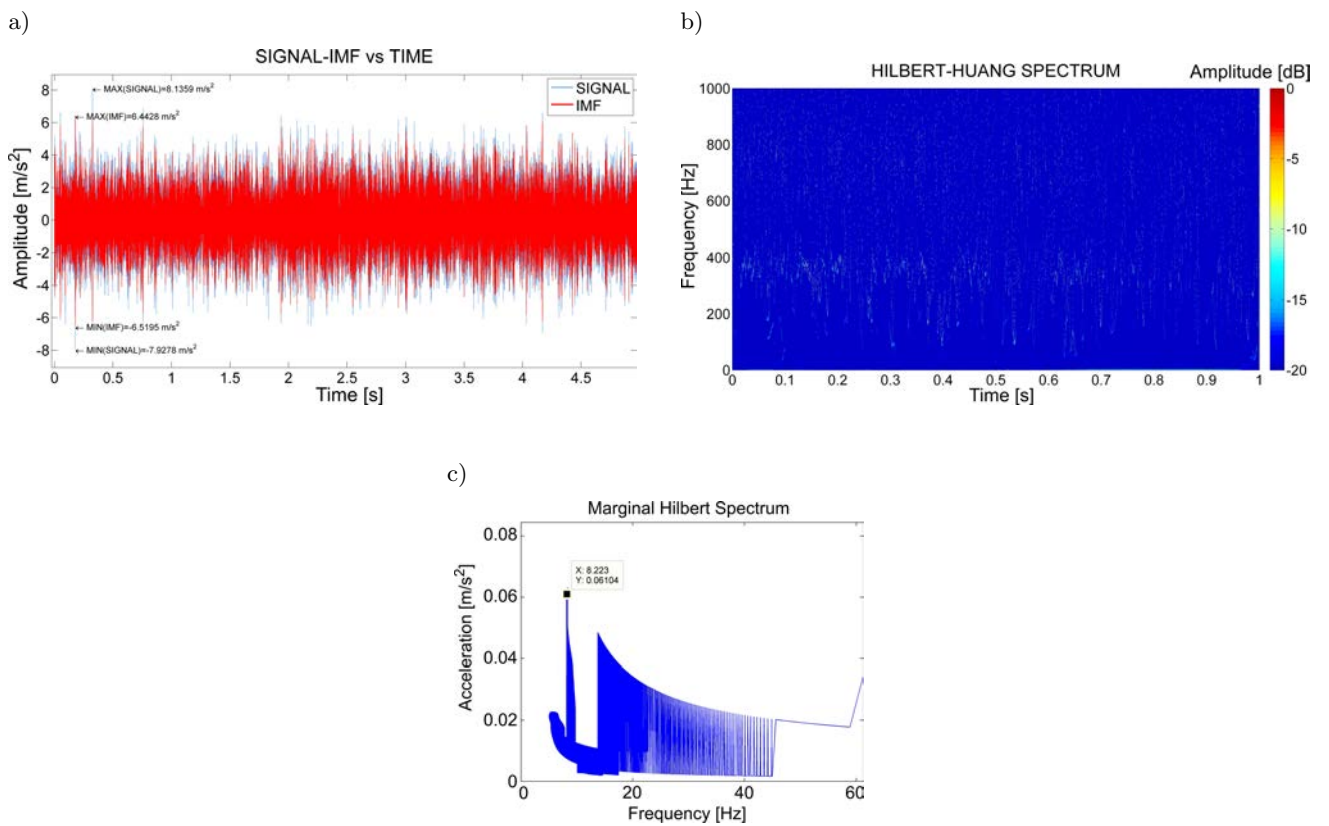 a)
SIGNAL-IMF vs TIME
8
6
4
2
0
-2
-4
-6
-8
Amplitude [m/s²]
← MAX(SIGNAL)=8.1359 m/s²
← MAX(IMF)=6.4428 m/s²
SIGNAL
IMF
← MIN(IMF)=-6.5195 m/s²
← MIN(SIGNAL)=-7.9278 m/s²
0 0.5 1 1.5 2 2.5 3 3.5 4 4.5
Time [s]
b)
HILBERT-HUANG SPECTRUM
Amplitude [dB]
1000
800
600
400
200
0
Frequency [Hz]
0
-5
-10
-15
-20
0 0.1 0.2 0.3 0.4 0.5 0.6 0.7 0.8 0.9 1
Time [s]
c)
Marginal Hilbert Spectrum
0.08
0.06
0.04
0.02
0
Acceleration [m/s²]
X: 8.223
Y: 0.06104
0 20 40 60
Frequency [Hz]